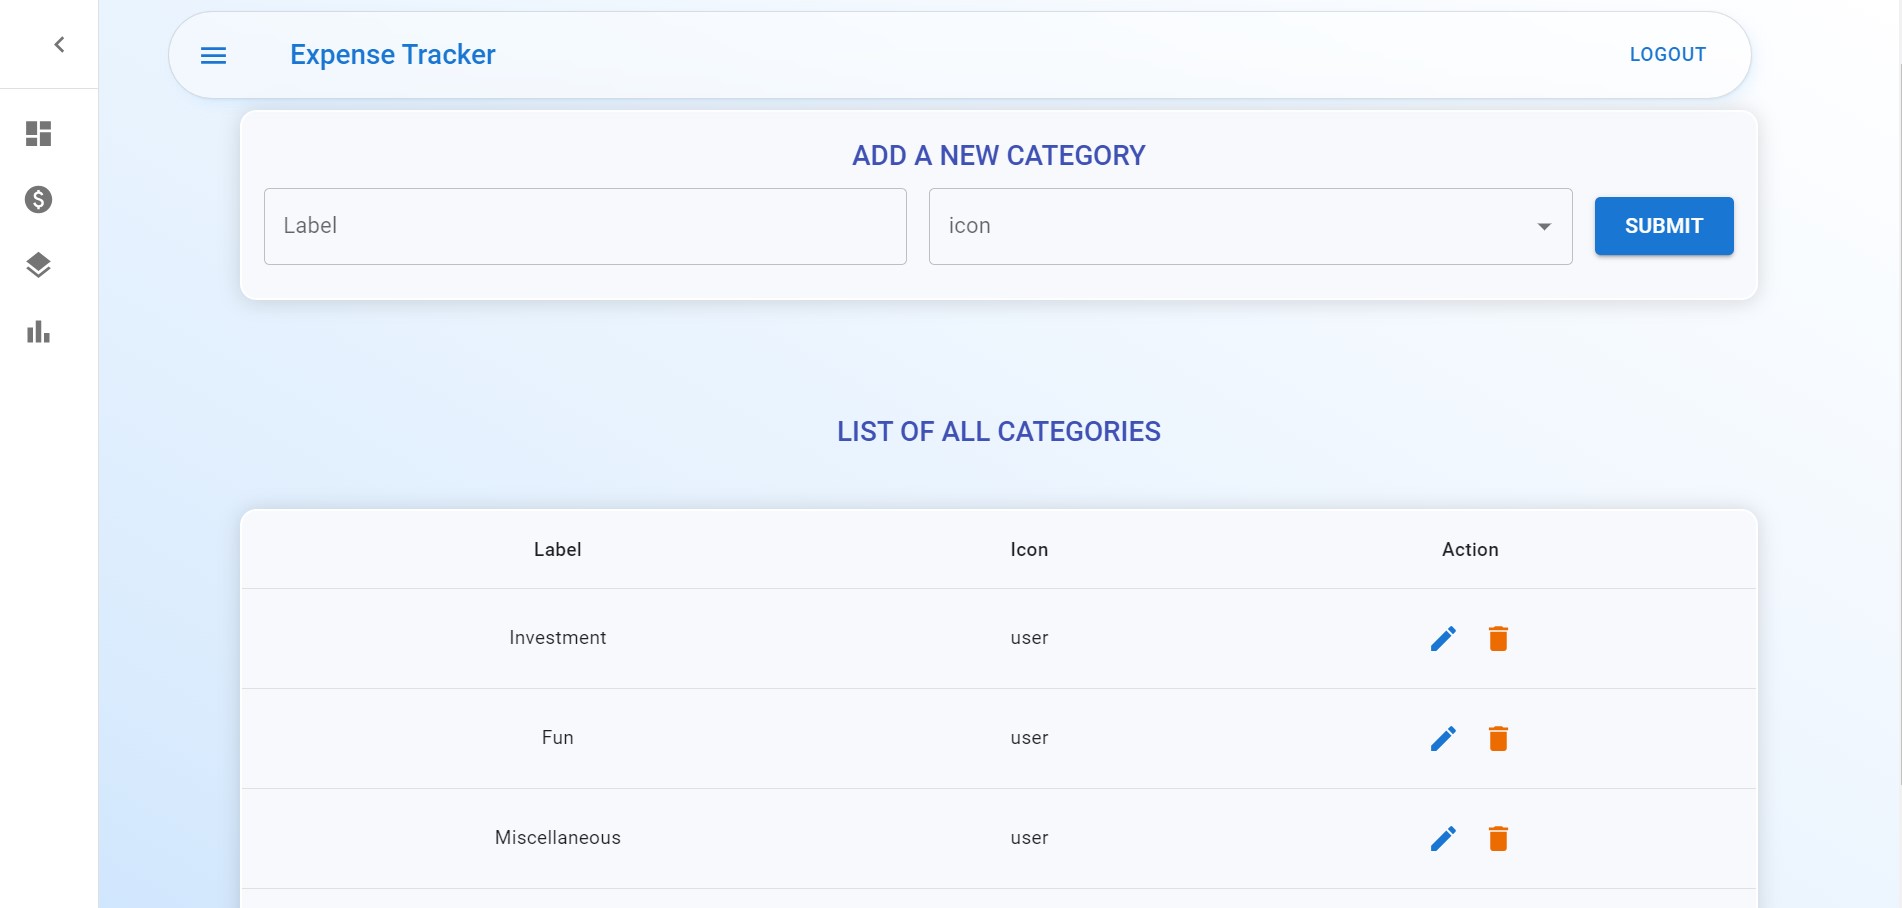 Expense Tracker
LOGOUT
ADD A NEW CATEGORY
Label
icon
SUBMIT
LIST OF ALL CATEGORIES
Label Icon Action
Investment user
Fun user
Miscellaneous user